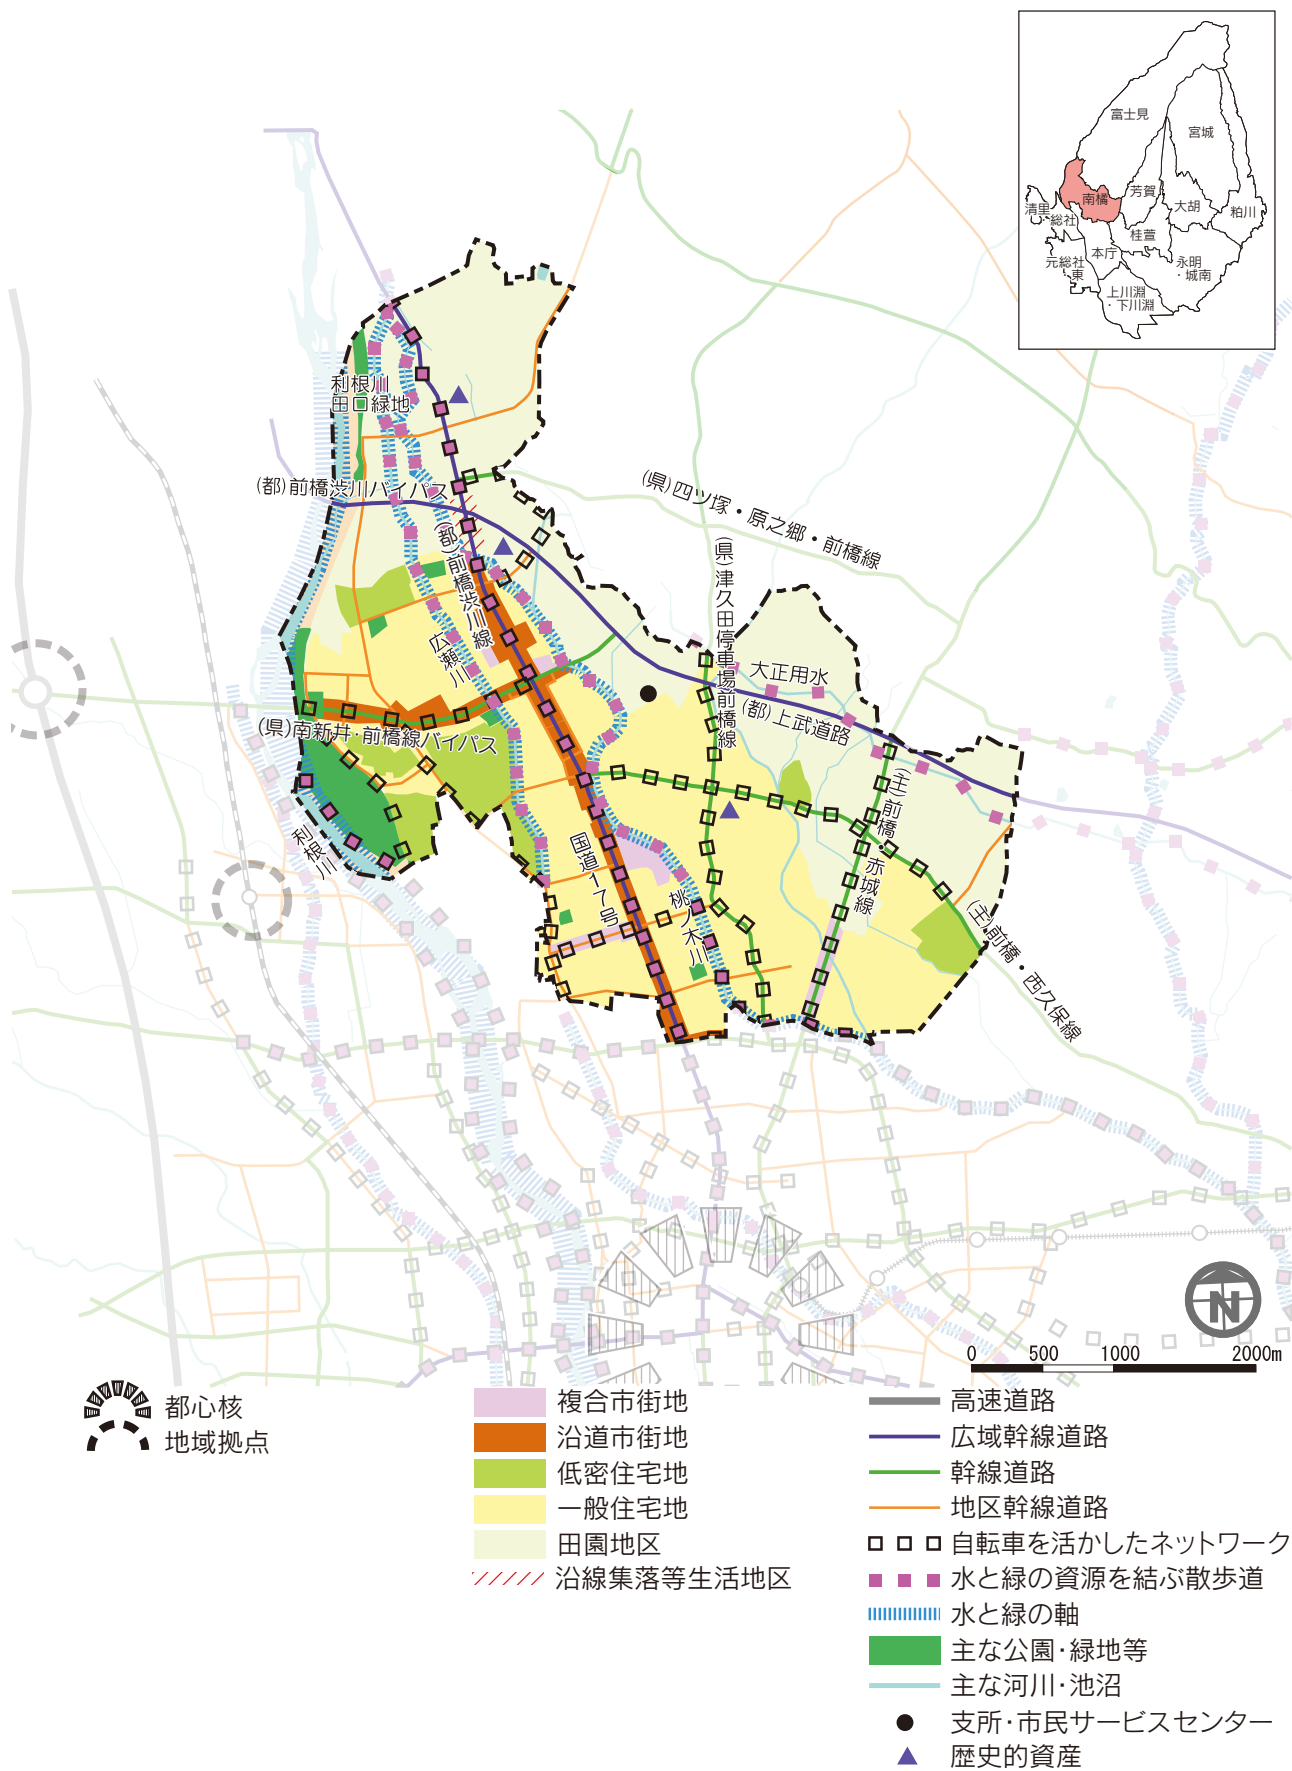 富士見
宮城
南橘
芳賀
大胡
粕川
清里
総社
桂萱
本庁
元総社
東
永明
・城南
上川淵
・下川淵
利根川
田口緑地
(都)前橋渋川バイパス
(県)四ツ塚・原之郷・前橋線
(都)前橋渋川線
(県)津久田停車場前橋線
広瀬川
大正用水
(都)上武道路
(県)南新井・前橋線バイパス
(主)前橋・赤城線
利根川
国道17号
桃ノ木川
(主)前橋・西久保線
N
0 500 1000 2000m
都心核
地域拠点
複合市街地
沿道市街地
低密住宅地
一般住宅地
田園地区
沿線集落等生活地区
高速道路
広域幹線道路
幹線道路
地区幹線道路
自転車を活かしたネットワーク
水と緑の資源を結ぶ散歩道
水と緑の軸
主な公園・緑地等
主な河川・池沼
支所・市民サービスセンター
歴史的資産